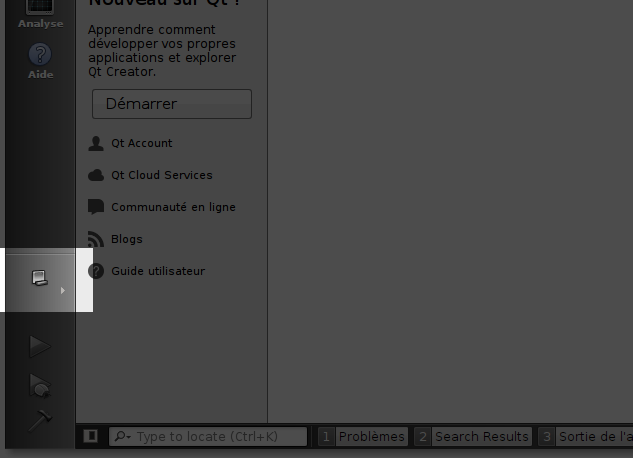 Analyse
Aide
Nouveau sur Qt ?
Apprendre comment
développer vos propres
applications et explorer
Qt Creator.
Démarrer
Qt Account
Qt Cloud Services
Communauté en ligne
Blogs
Guide utilisateur
Type to locate (Ctrl+K)
1 Problèmes
2 Search Results
3 Sortie de l'a